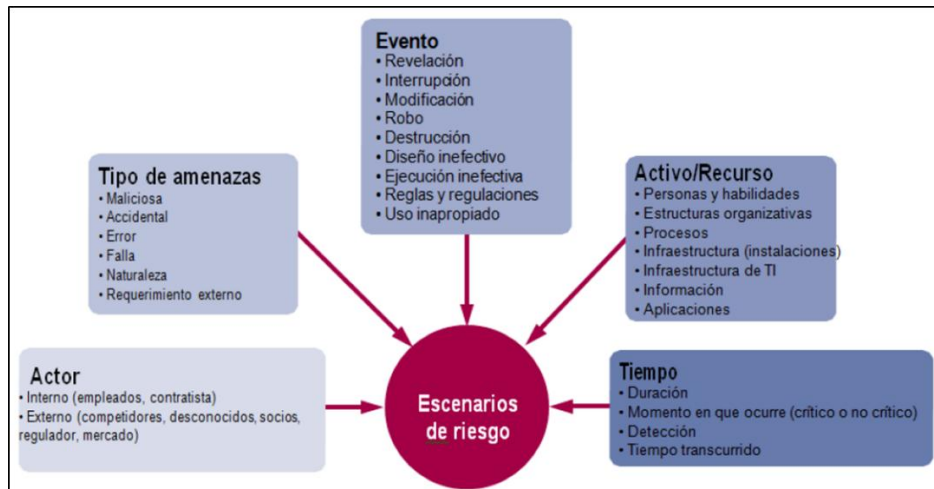 Evento
• Revelación
• Interrupción
• Modificación
• Robo
• Destrucción
• Diseño inefectivo
• Ejecución inefectiva
• Reglas y regulaciones
• Uso inapropiado
Tipo de amenazas
• Maliciosa
• Accidental
• Error
• Falla
• Naturaleza
• Requerimiento externo
Activo/Recurso
• Personas y habilidades
• Estructuras organizativas
• Procesos
• Infraestructura (instalaciones)
• Infraestructura de TI
• Información
• Aplicaciones
Actor
• Interno (empleados, contratista)
• Externo (competidores, desconocidos, socios,
regulador, mercado)
Escenarios
de riesgo
Tiempo
• Duración
• Momento en que ocurre (crítico o no crítico)
• Detección
• Tiempo transcurrido